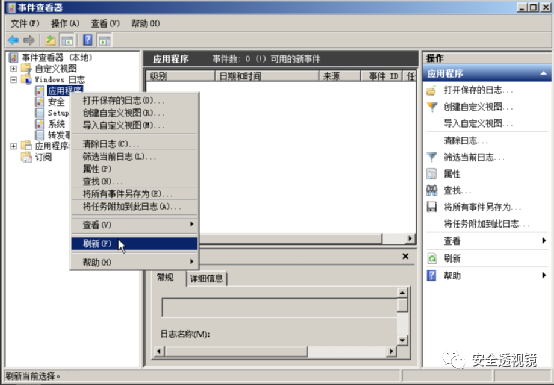 事件查看器
文件(F) 操作(A) 查看(V) 帮助(H)
事件查看器 (本地)
自定义视图
Windows 日志
应用程序
安全
Setup
系统
转发事
应用程序
订阅
打开保存的日志(O)...
创建自定义视图(R)...
导入自定义视图(M)...
清除日志(C)...
筛选当前日志(L)...
属性(P)
查找(N)...
将所有事件另存为(E)...
将任务附加到此日志(A)...
查看(V)
刷新(F)
帮助(H)
应用程序 事件数: 0 (!) 可用的新事件
级别 日期和时间 来源 事件 ID 任
常规 详细信息
日志名称(M):
操作
应用程序
打开保存的日志...
创建自定义视图...
导入自定义视图...
清除日志...
筛选当前日志...
属性
查找...
将所有事件另存为...
将任务附加到此日志...
查看
刷新
帮助
刷新当前选择。
安全透视镜